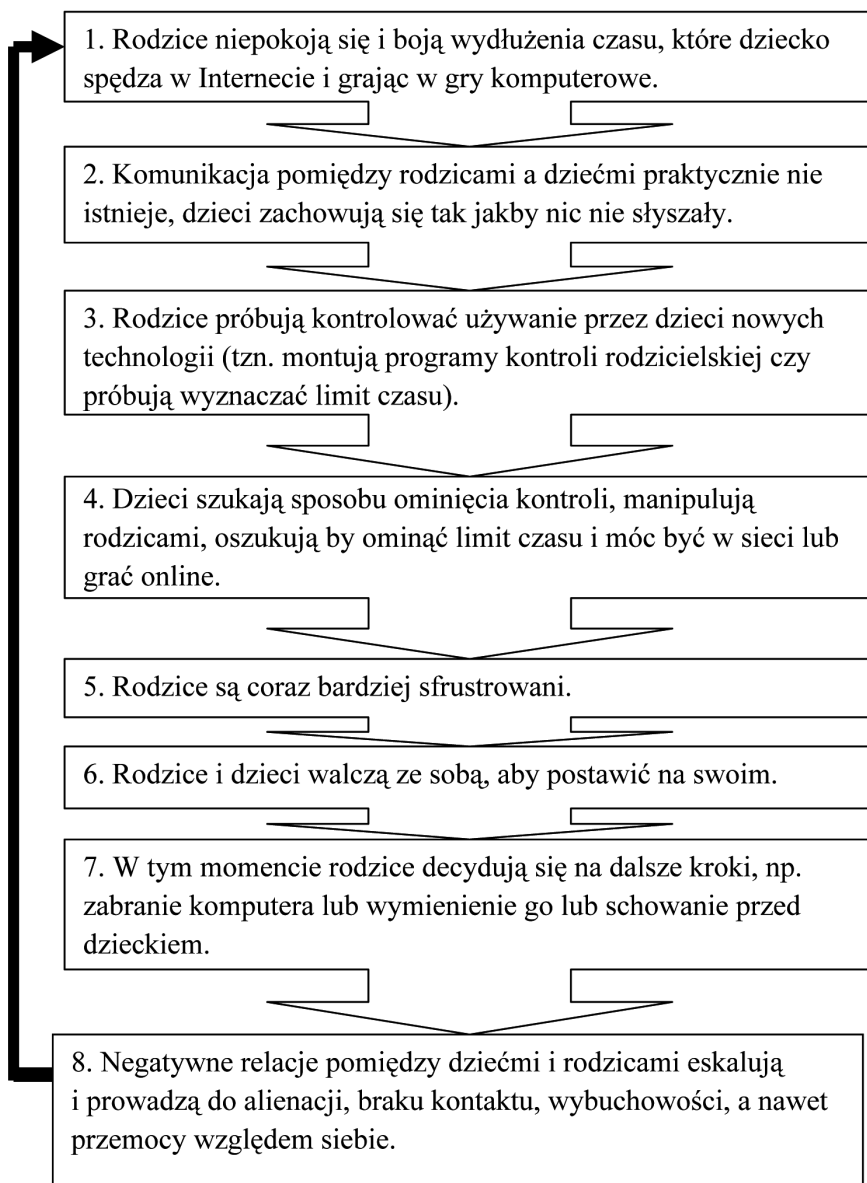 1. Rodzice niepokoją się i boją wydłużenia czasu, które dziecko
spędza w Internecie i grając w gry komputerowe.
2. Komunikacja pomiędzy rodzicami a dziećmi praktycznie nie
istnieje, dzieci zachowują się tak jakby nic nie słyszały.
3. Rodzice próbują kontrolować używanie przez dzieci nowych
technologii (tzn. montują programy kontroli rodzicielskiej czy
próbują wyznaczać limit czasu).
4. Dzieci szukają sposobu ominięcia kontroli, manipulują
rodzicami, oszukują by ominąć limit czasu i móc być w sieci lub
grać online.
5. Rodzice są coraz bardziej sfrustrowani.
6. Rodzice i dzieci walczą ze sobą, aby postawić na swoim.
7. W tym momencie rodzice decydują się na dalsze kroki, np.
zabranie komputera lub wymienienie go lub schowanie przed
dzieckiem.
8. Negatywne relacje pomiędzy dziećmi i rodzicami eskalują
i prowadzą do alienacji, braku kontaktu, wybuchowości, a nawet
przemocy względem siebie.